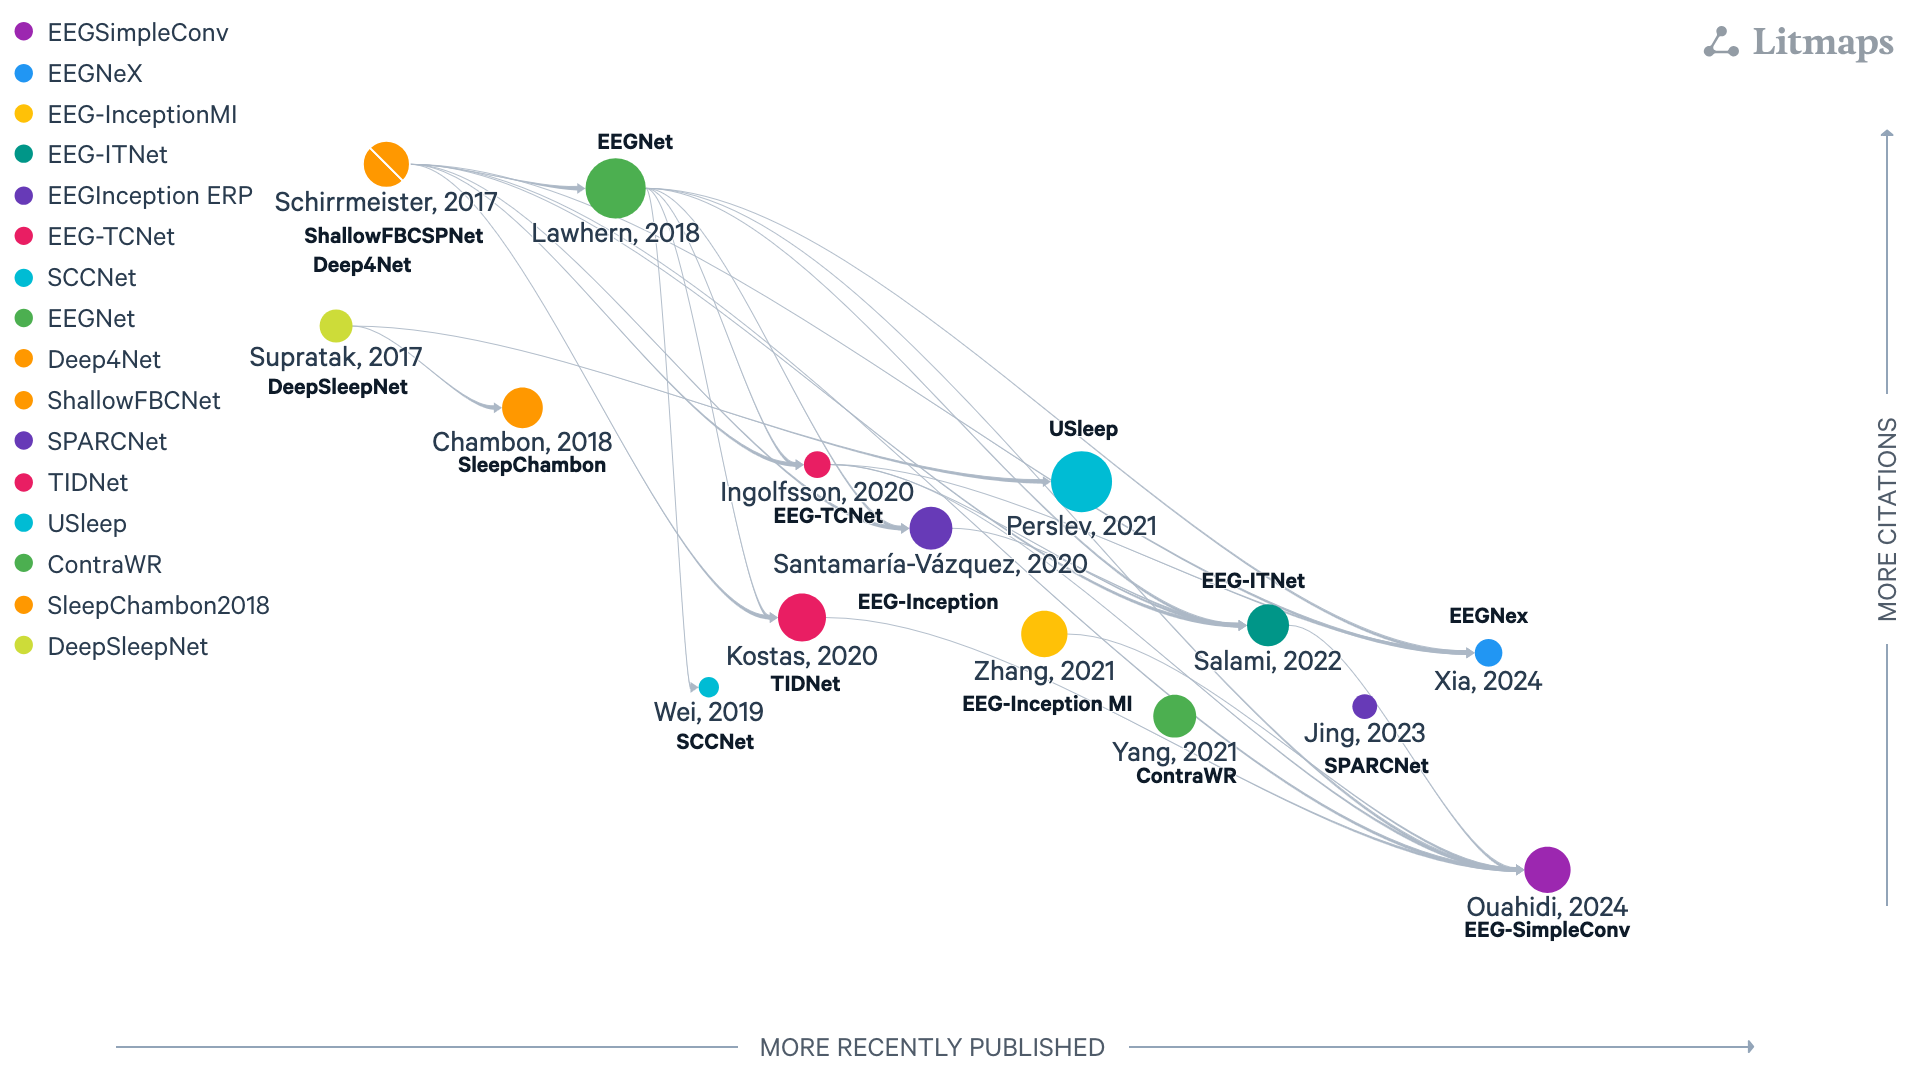 EEGSimpleConv
EEGNeX
EEG-InceptionMI
EEG-ITNet
EEGInception ERP
EEG-TCNet
SCCNet
EEGNet
Deep4Net
ShallowFBCNet
SPARCNet
TIDNet
USleep
ContraWR
SleepChambon2018
DeepSleepNet
Litmaps
EEGNet
Schirrmeister, 2017
ShallowFBCSPNet
Deep4Net
Lawhern, 2018
Supratak, 2017
DeepSleepNet
Chambon, 2018
SleepChambon
USleep
Ingolfsson, 2020
EEG-TCNet
Perslev, 2021
Santamaría-Vázquez, 2020
EEG-Inception
EEG-ITNet
Salami, 2022
EEGNex
Xia, 2024
Kostas, 2020
TIDNet
Zhang, 2021
EEG-Inception MI
Wei, 2019
SCCNet
Yang, 2021
ContraWR
Jing, 2023
SPARCNet
Ouahidi, 2024
EEG-SimpleConv
MORE CITATIONS
MORE RECENTLY PUBLISHED